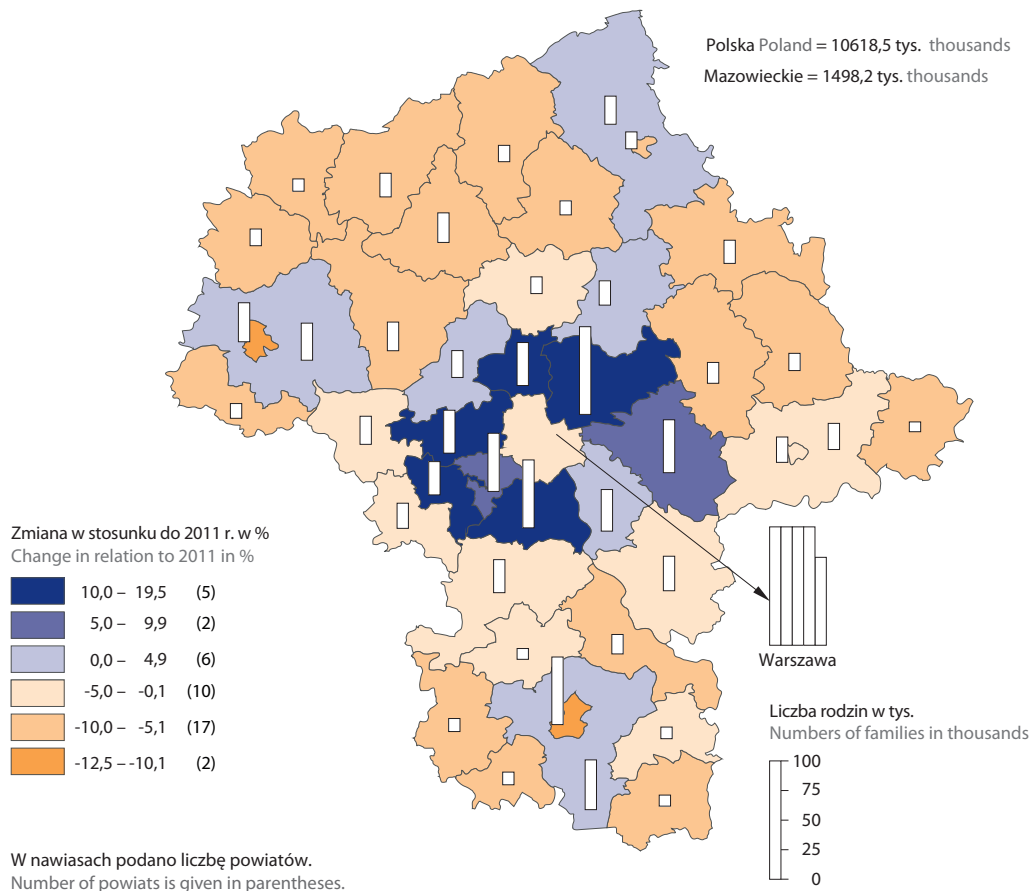 Polska Poland = 10618,5 tys. thousands
Mazowieckie = 1498,2 tys. thousands
Zmiana w stosunku do 2011 r. w %
Change in relation to 2011 in %
10,0 – 19,5 (5)
5,0 – 9,9 (2)
0,0 – 4,9 (6)
-5,0 – -0,1 (10)
-10,0 – -5,1 (17)
-12,5 – -10,1 (2)
Warszawa
Liczba rodzin w tys.
Numbers of families in thousands
100
75
50
25
0
W nawiasach podano liczbę powiatów.
Number of powiats is given in parentheses.